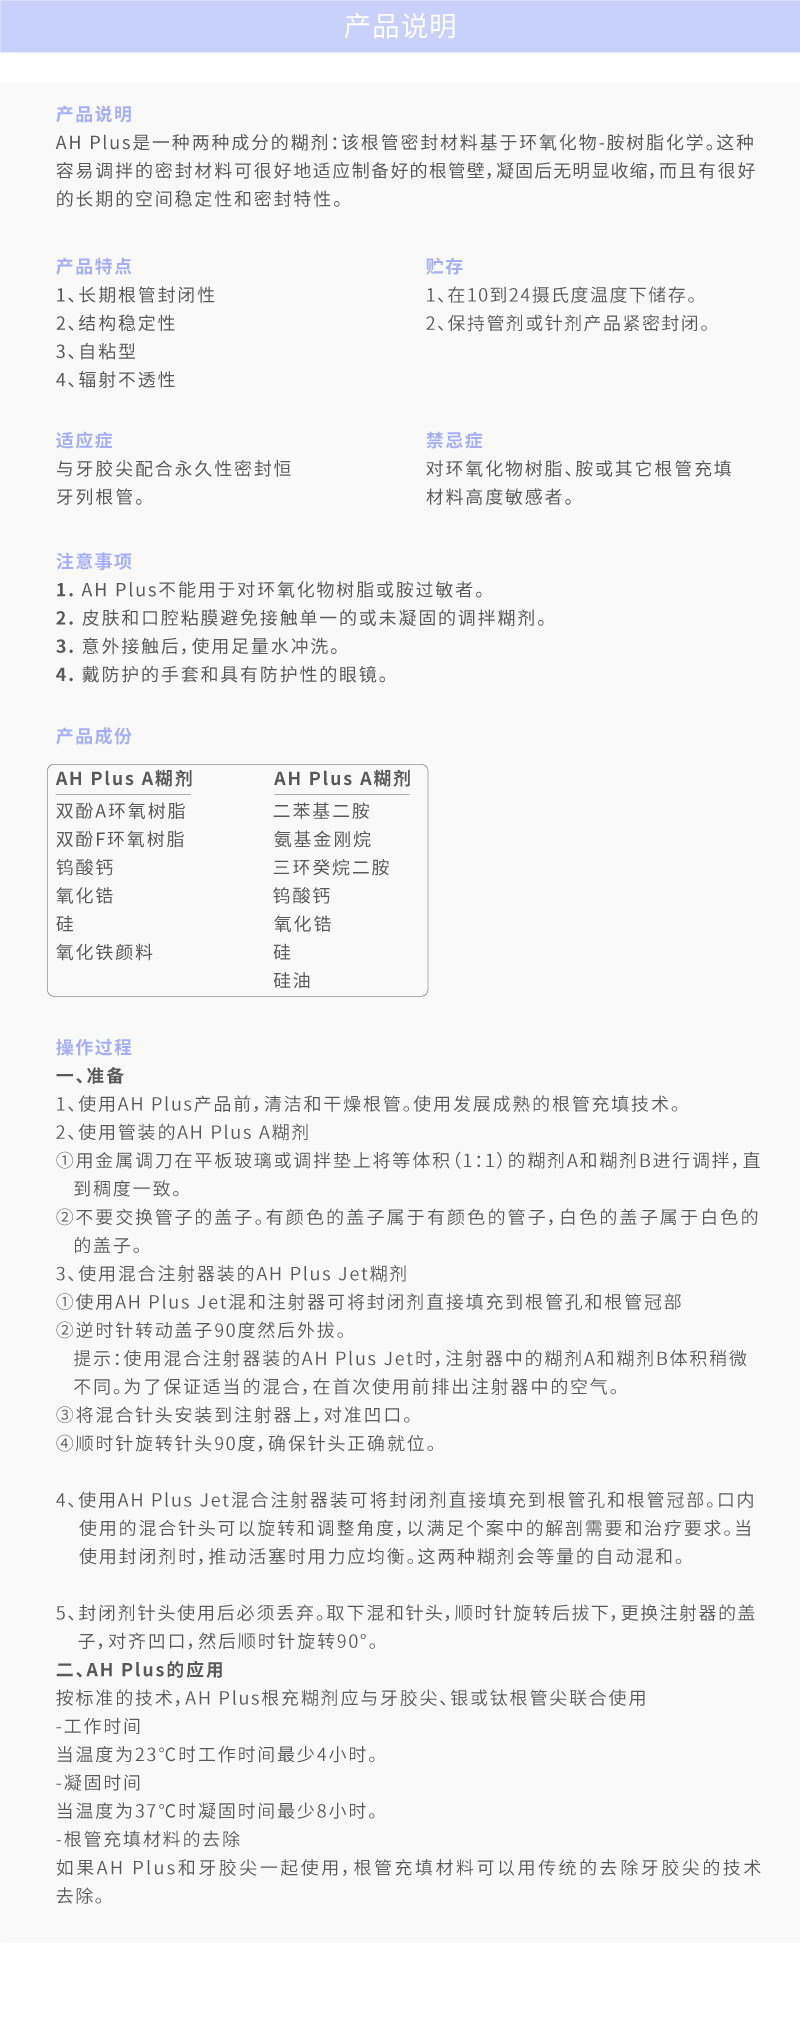 产品说明
产品说明
AH Plus是一种两种成分的糊剂：该根管密封材料基于环氧化物-胺树脂化学。这种
容易调拌的密封材料可很好地适应制备好的根管壁，凝固后无明显收缩，而且有很好
的长期的空间稳定性和密封特性。
产品特点
1、长期根管封闭性
2、结构稳定性
3、自粘型
4、辐射不透性
贮存
1、在10到24摄氏度温度下储存。
2、保持管剂或针剂产品紧密封闭。
适应症
与牙胶尖配合永久性密封恒
牙列根管。
禁忌症
对环氧化物树脂、胺或其它根管充填
材料高度敏感者。
注意事项
1. AH Plus不能用于对环氧化物树脂或胺过敏者。
2. 皮肤和口腔粘膜避免接触单一的或未凝固的调拌糊剂。
3. 意外接触后，使用足量水冲洗。
4. 戴防护的手套和具有防护性的眼镜。
产品成份
AH Plus A糊剂
双酚A环氧树脂
双酚F环氧树脂
钨酸钙
氧化锆
硅
氧化铁颜料
AH Plus A糊剂
二苯基二胺
氨基金刚烷
三环癸烷二胺
钨酸钙
氧化锆
硅
硅油
操作过程
一、准备
1、使用AH Plus产品前，清洁和干燥根管。使用发展成熟的根管充填技术。
2、使用管装的AH Plus A糊剂
①用金属调刀在平板玻璃或调拌垫上将等体积（1：1）的糊剂A和糊剂B进行调拌，直
到稠度一致。
②不要交换管子的盖子。有颜色的盖子属于有颜色的管子，白色的盖子属于白色的
的盖子。
3、使用混合注射器装的AH Plus Jet糊剂
①使用AH Plus Jet混和注射器可将封闭剂直接填充到根管孔和根管冠部
②逆时针转动盖子90度然后外拔。
提示：使用混合注射器装的AH Plus Jet时，注射器中的糊剂A和糊剂B体积稍微
不同。为了保证适当的混合，在首次使用前排出注射器中的空气。
③将混合针头安装到注射器上，对准凹口。
④顺时针旋转针头90度，确保针头正确就位。
4、使用AH Plus Jet混合注射器装可将封闭剂直接填充到根管孔和根管冠部。口内
使用的混合针头可以旋转和调整角度，以满足个案中的解剖需要和治疗要求。当
使用封闭剂时，推动活塞时用力应均衡。这两种糊剂会等量的自动混和。
5、封闭剂针头使用后必须丢弃。取下混和针头，顺时针旋转后拔下，更换注射器的盖
子，对齐凹口，然后顺时针旋转90°。
二、AH Plus的应用
按标准的技术，AH Plus根充糊剂应与牙胶尖、银或钛根管尖联合使用
-工作时间
当温度为23℃时工作时间最少4小时。
-凝固时间
当温度为37℃时凝固时间最少8小时。
-根管充填材料的去除
如果AH Plus和牙胶尖一起使用，根管充填材料可以用传统的去除牙胶尖的技术
去除。